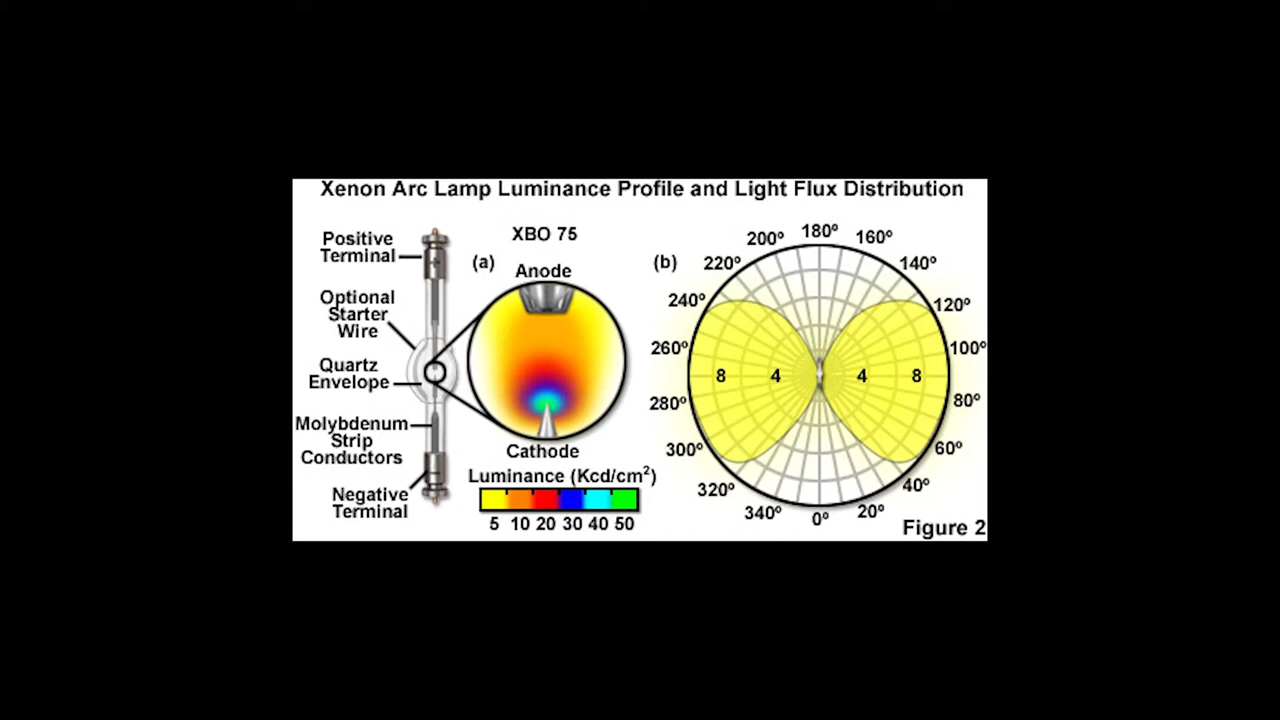 Xenon Arc Lamp Luminance Profile and Light Flux Distribution
Positive
Terminal
Optional
Starter
Wire
Quartz
Envelope
Molybdenum
Strip
Conductors
Negative
Terminal
XBO 75
(a)
Anode
Cathode
Luminance (Kcd/cm²)
5 10 20 30 40 50
(b)
180º
200º 160º
220º 140º
240º 120º
260º 100º
8 4 4 8
280º 80º
300º 60º
320º 40º
340º 20º
0º
Figure 2